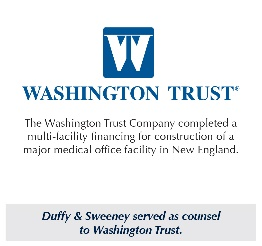 WASHINGTON TRUST®
The Washington Trust Company completed a
multi-facility financing for construction of a
major medical office facility in New England.
Duffy & Sweeney served as counsel
to Washington Trust.